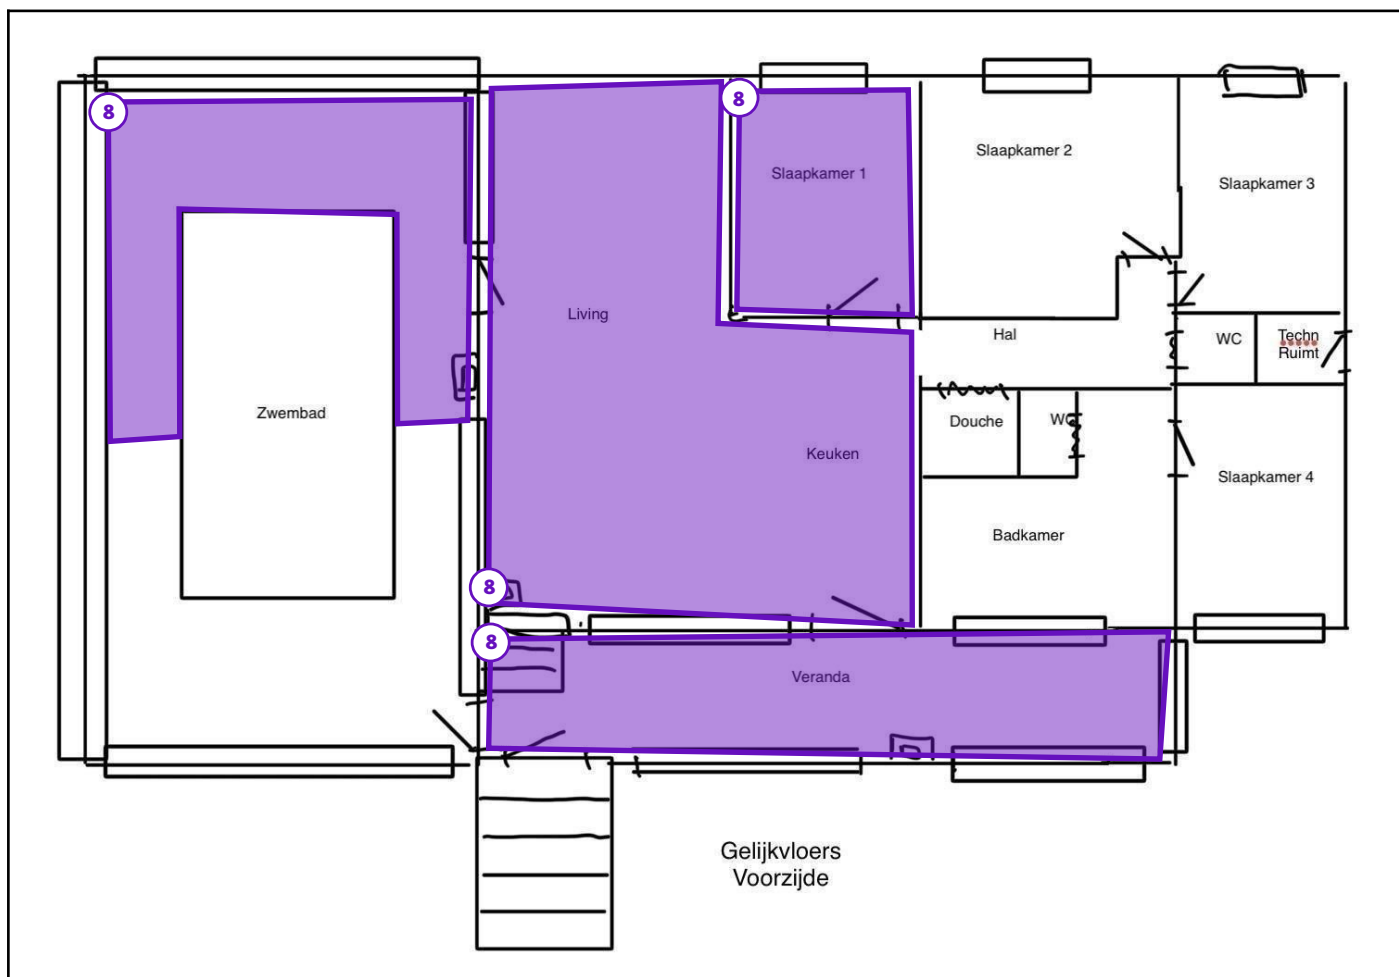 8
8
Slaapkamer 1
Slaapkamer 2
Slaapkamer 3
Living
Hal
WC
Techn
Ruimt
Zwembad
Douche
WC
Keuken
Slaapkamer 4
Badkamer
8
8
Veranda
Gelijkvloers
Voorzijde